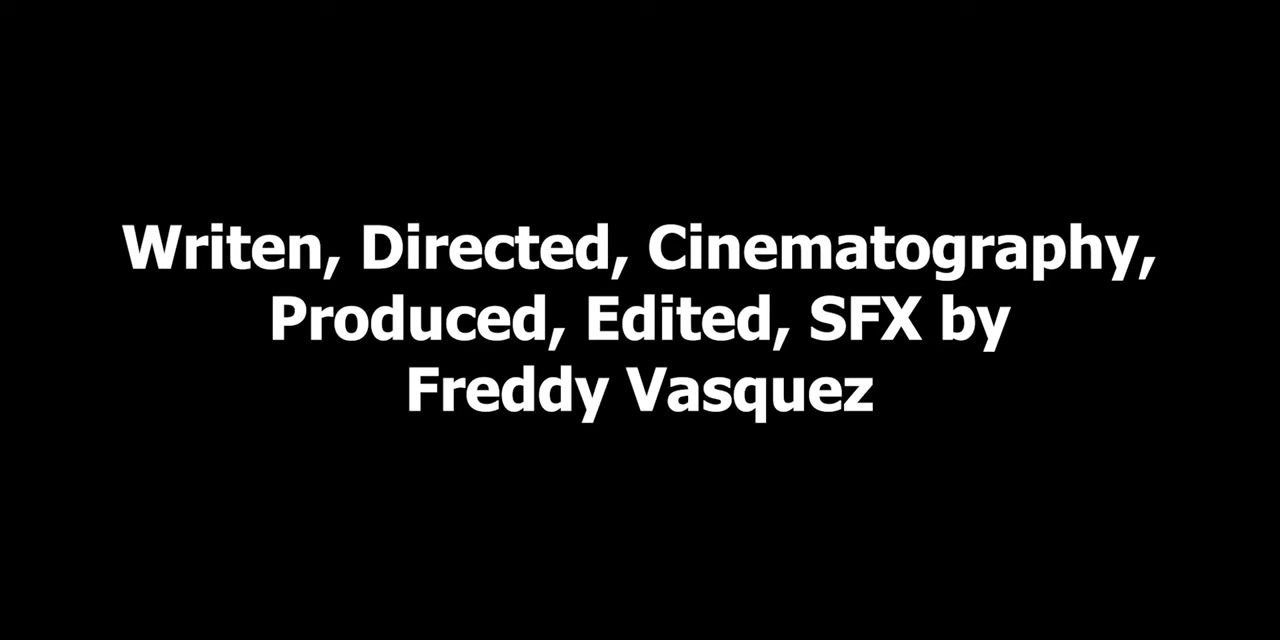 Writen, Directed, Cinematography,
Produced, Edited, SFX by
Freddy Vasquez